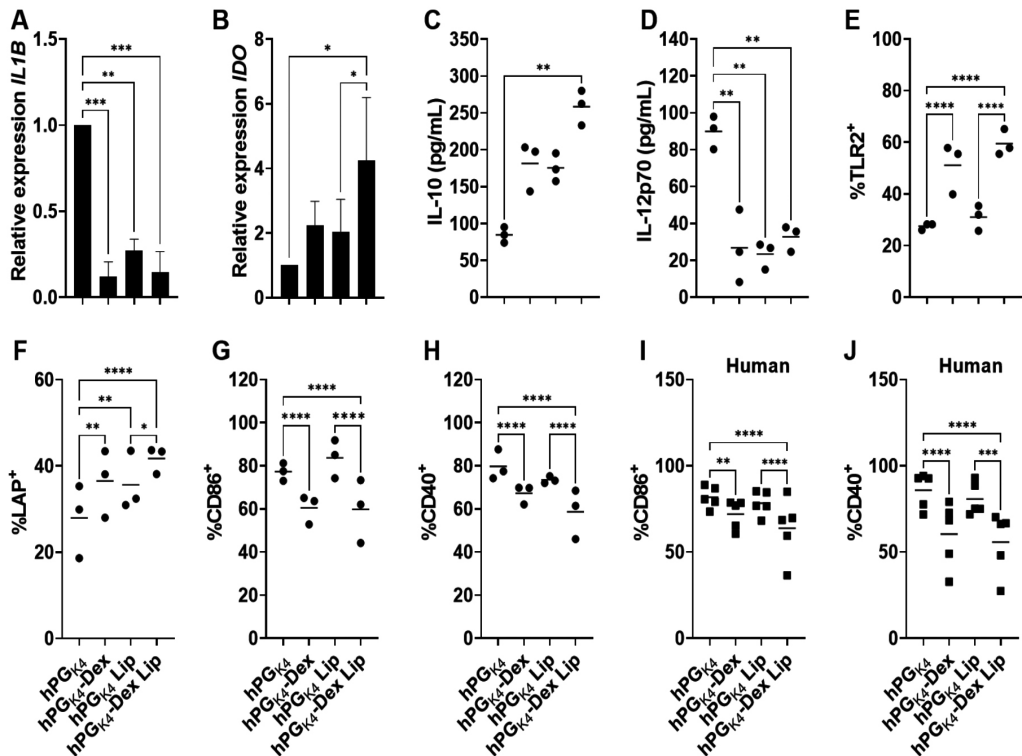 A
Relative expression IL1B
1.5
1.0
0.5
0.0
***
**
***
B
Relative expression IDO
8
6
4
2
0
*
*
C
IL-10 (pg/mL)
350
300
250
200
150
100
50
0
**
D
IL-12p70 (pg/mL)
140
120
100
80
60
40
20
0
**
**
**
E
%TLR2⁺
100
80
60
40
20
0
****
**** ****
F
%LAP⁺
60
40
20
0
****
**
** *
G
%CD86⁺
120
100
80
60
40
20
0
****
**** ****
H
%CD40⁺
120
100
80
60
40
20
0
****
**** ****
I
Human
%CD86⁺
150
100
50
0
****
** ****
J
Human
%CD40⁺
150
100
50
0
****
**** ***
hPGK4
hPGK4-Dex
hPGK4 Lip
hPGK4-Dex Lip
hPGK4
hPGK4-Dex
hPGK4 Lip
hPGK4-Dex Lip
hPGK4
hPGK4-Dex
hPGK4 Lip
hPGK4-Dex Lip
hPGK4
hPGK4-Dex
hPGK4 Lip
hPGK4-Dex Lip
hPGK4
hPGK4-Dex
hPGK4 Lip
hPGK4-Dex Lip